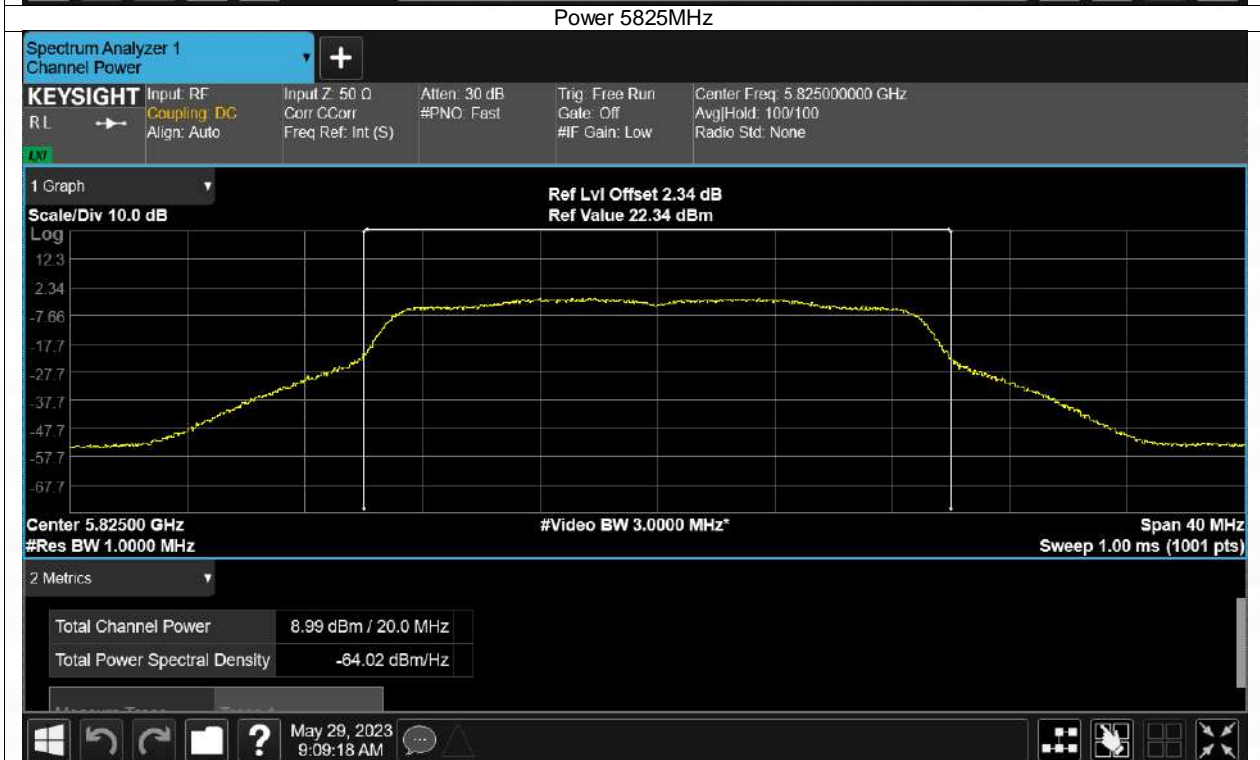 Power 5825MHz
Spectrum Analyzer 1
Channel Power
+
KEYSIGHT
RL
LXI
Input: RF
Coupling: DC
Align: Auto
Input Z: 50 Ω
Corr CCorr
Freq Ref: Int (S)
Atten: 30 dB
#PNO: Fast
Trig: Free Run
Gate: Off
#IF Gain: Low
Center Freq: 5.825000000 GHz
Avg|Hold: 100/100
Radio Std: None
1 Graph
Scale/Div 10.0 dB
Ref Lvl Offset 2.34 dB
Ref Value 22.34 dBm
Log
12.3
2.34
-7.66
-17.7
-27.7
-37.7
-47.7
-57.7
-67.7
Center 5.82500 GHz
#Video BW 3.0000 MHz*
Span 40 MHz
#Res BW 1.0000 MHz
Sweep 1.00 ms (1001 pts)
2 Metrics
Total Channel Power 8.99 dBm / 20.0 MHz
Total Power Spectral Density -64.02 dBm/Hz
?
May 29, 2023
9:09:18 AM